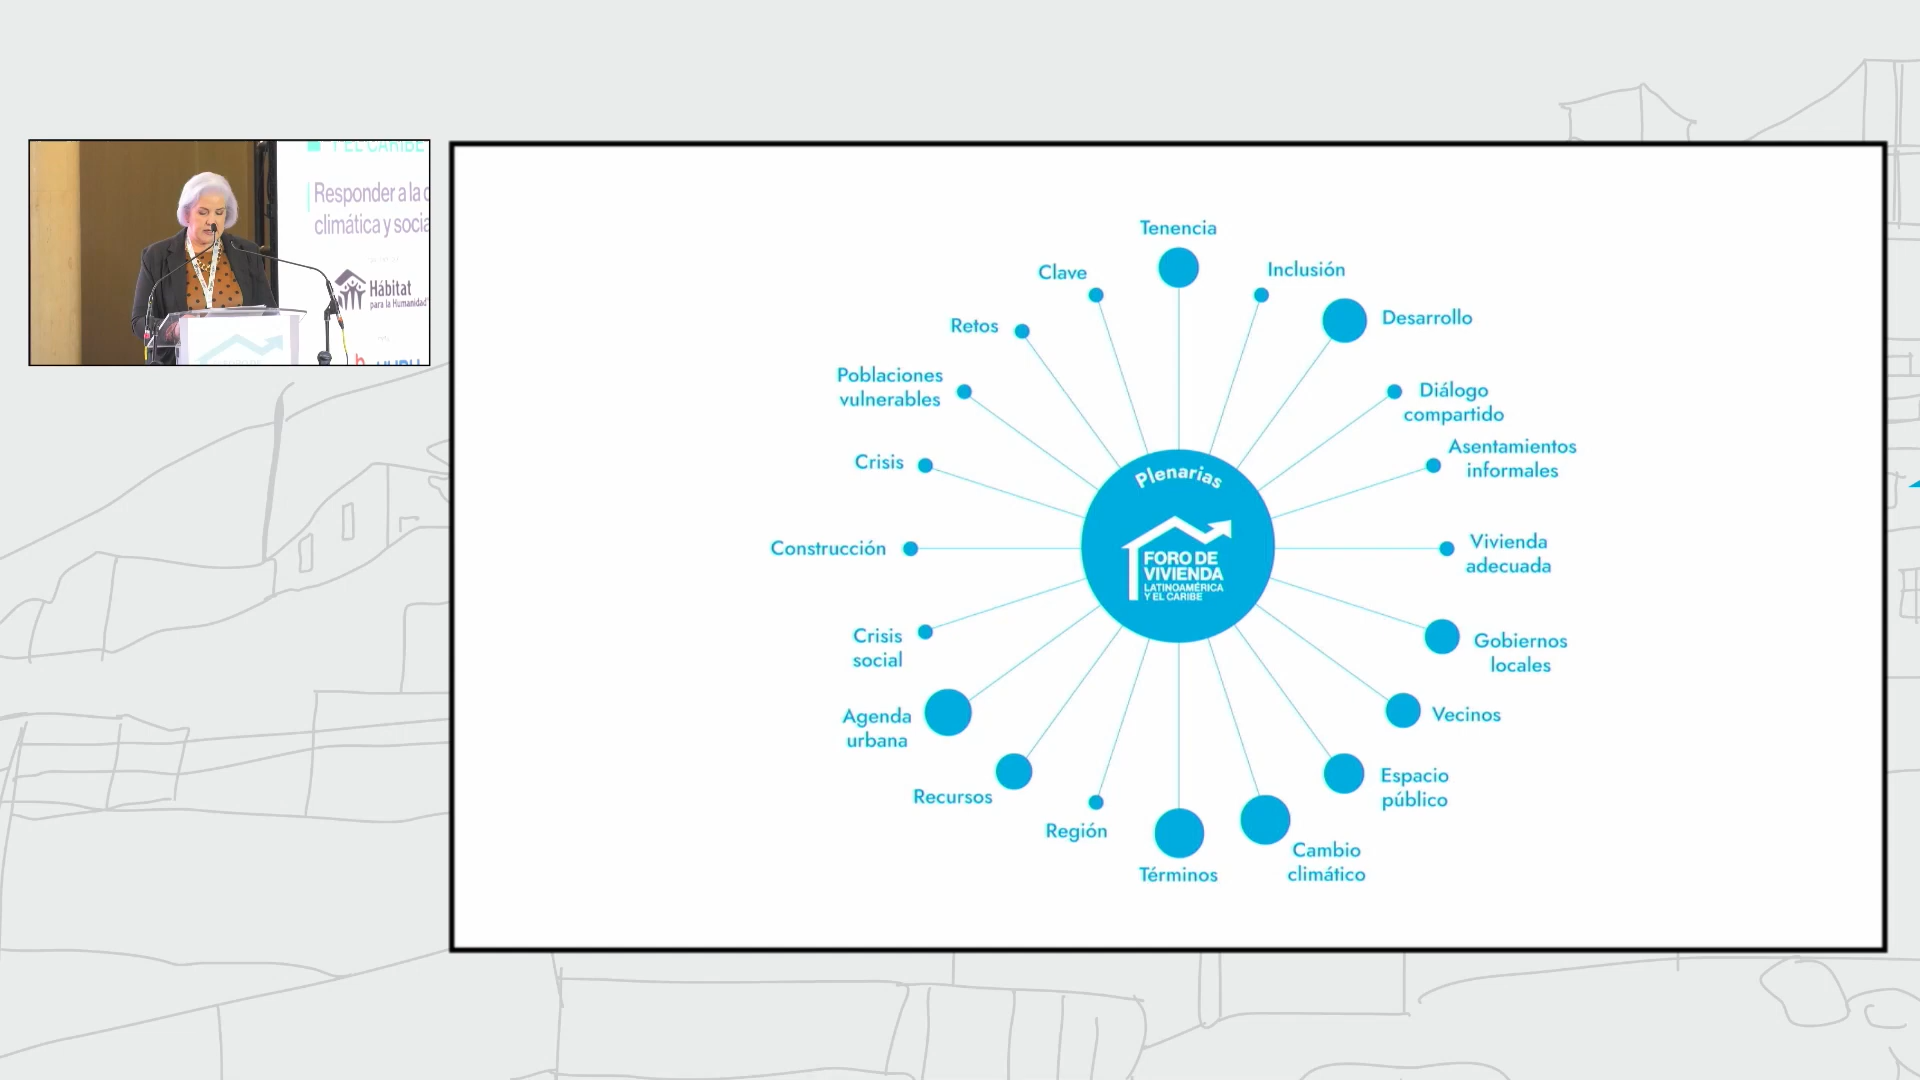 Y EL CARIBE
Responder a la
climática y socia
Hábitat
para la Humanidad
Tenencia
Clave
Inclusión
Retos
Desarrollo
Poblaciones
vulnerables
Diálogo
compartido
Asentamientos
informales
Crisis
Plenarias
FORO DE
VIVIENDA
LATINOAMÉRICA
Y EL CARIBE
Construcción
Vivienda
adecuada
Crisis
social
Gobiernos
locales
Agenda
urbana
Vecinos
Recursos
Espacio
público
Región
Términos
Cambio
climático